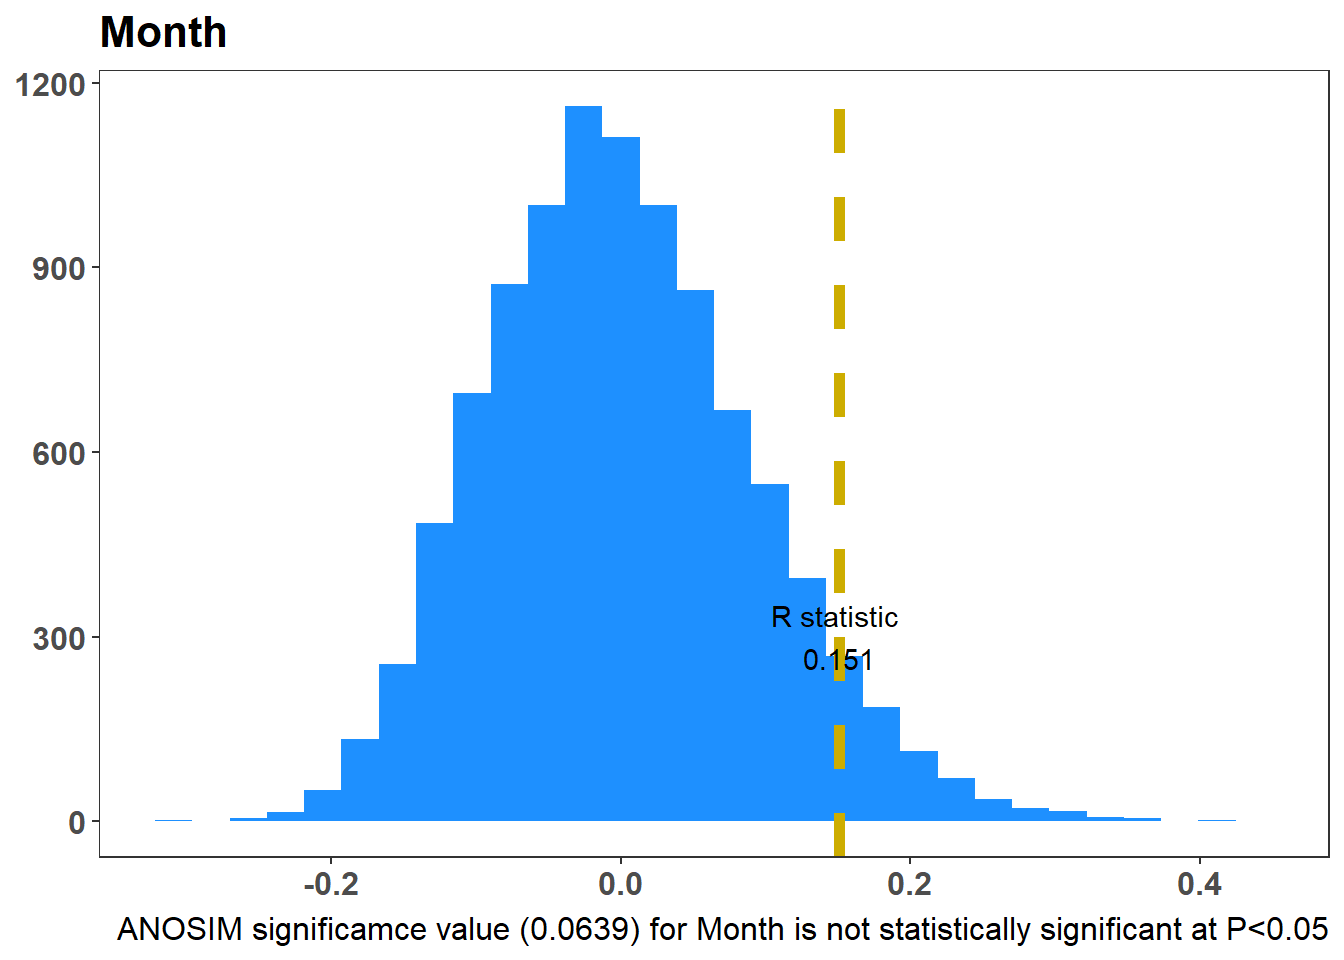 Month
1200
900
600
300
0
R statistic
0.151
-0.2 0.0 0.2 0.4
ANOSIM significamce value (0.0639) for Month is not statistically significant at P<0.05